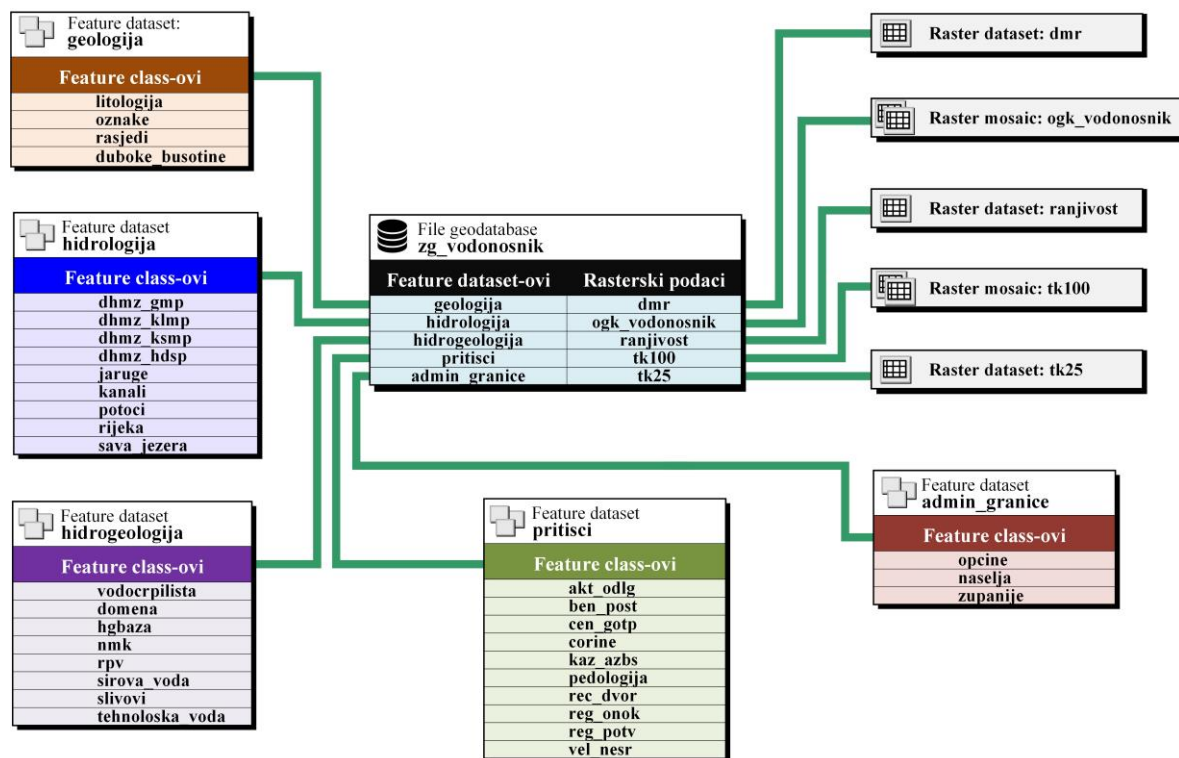 Feature dataset:
geologija
Feature class-ovi
litologija
oznake
rasjedi
duboke_busotine
Feature dataset
hidrologija
Feature class-ovi
dhmz_gmp
dhmz_klmp
dhmz_ksmp
dhmz_hdsp
jaruge
kanali
potoci
rijeka
sava_jezera
Feature dataset
hidrogeologija
Feature class-ovi
vodocrpilista
domena
hgbaza
nmk
rpv
sirova_voda
slivovi
tehnoloska_voda
File geodatabase
zg_vodonosnik
Feature dataset-ovi Rasterski podaci
geologija dmr
hidrologija ogk_vodonosnik
hidrogeologija ranjivost
pritisci tk100
admin_granice tk25
Feature dataset
pritisci
Feature class-ovi
akt_odlg
ben_post
cen_gotp
corine
kaz_azbs
pedologija
rec_dvor
reg_onok
reg_potv
vel_nesr
Raster dataset: dmr
Raster mosaic: ogk_vodonosnik
Raster dataset: ranjivost
Raster mosaic: tk100
Raster dataset: tk25
Feature dataset
admin_granice
Feature class-ovi
opcine
naselja
zupanije